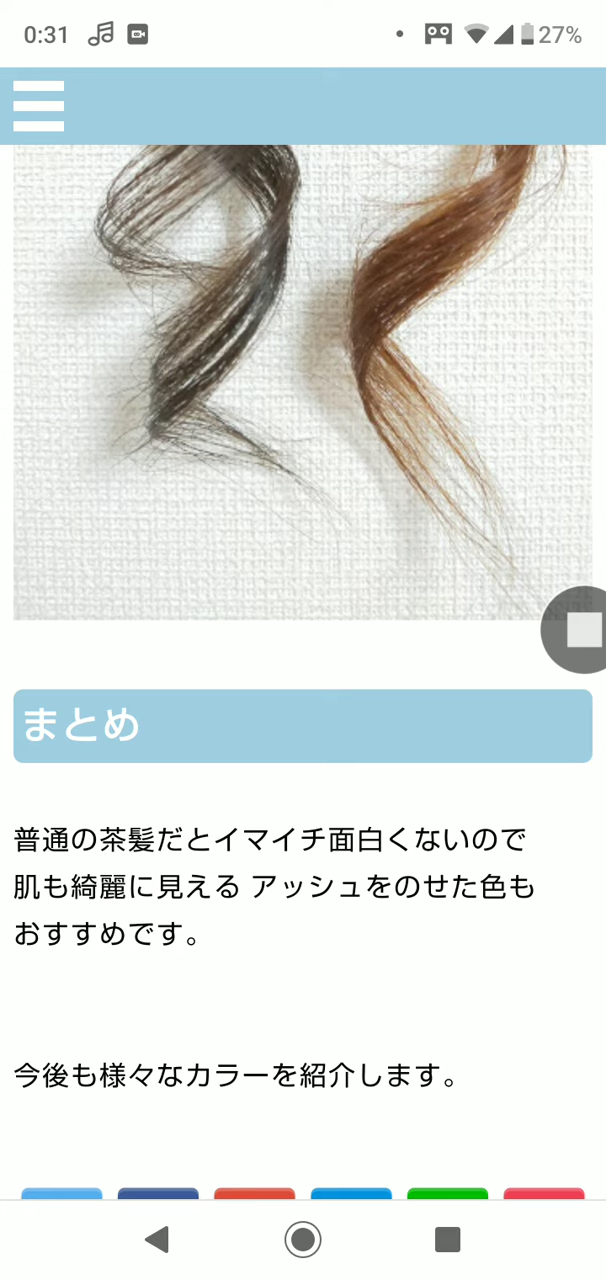 0:31
27%
まとめ
普通の茶髪だとイマイチ面白くないので
肌も綺麗に見える アッシュをのせた色も
おすすめです。
今後も様々なカラーを紹介します。